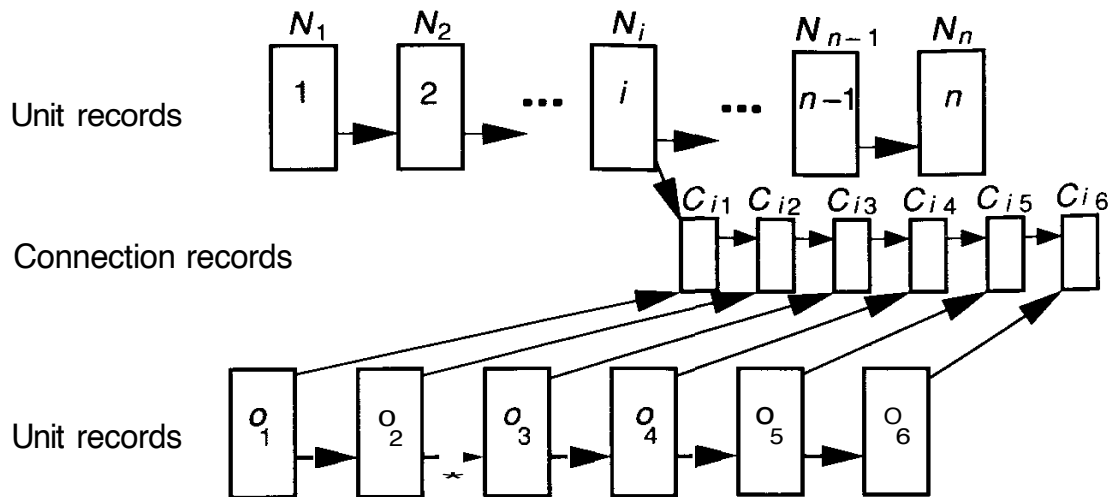 N1 N2 Ni Nn-1 Nn
Unit records 1 2 ... i ... n-1 n
Ci1 Ci2 Ci3 Ci4 Ci5 Ci6
Connection records
Unit records o1 o2 o3 o4 o5 o6